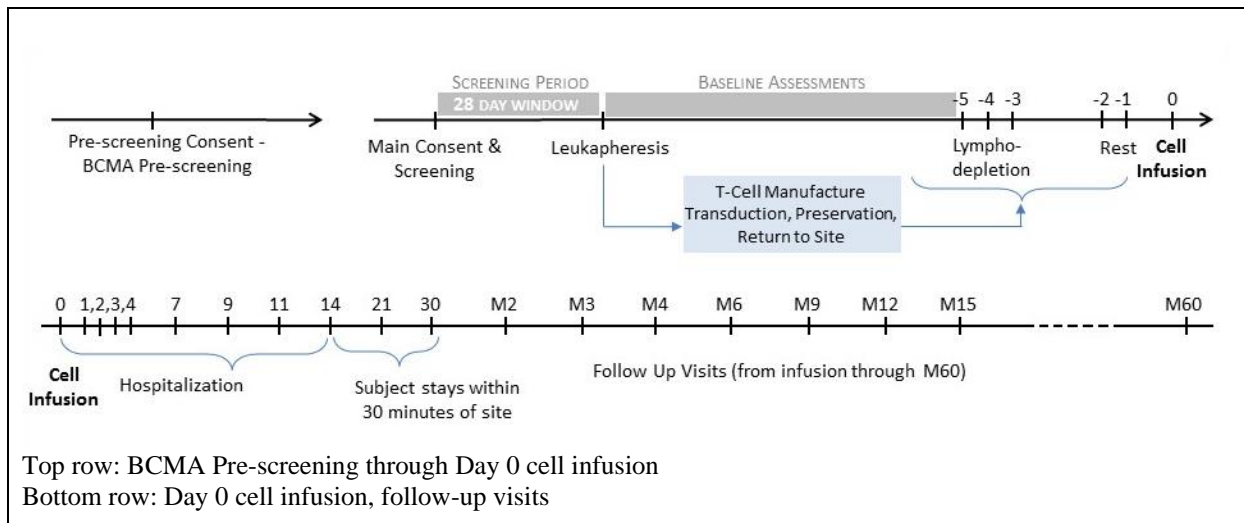 SCREENING PERIOD BASELINE ASSESSMENTS
28 DAY WINDOW
-5 -4 -3 -2 -1 0
Pre-screening Consent -
BCMA Pre-screening
Main Consent &
Screening
Leukapheresis
Lympho-
depletion
Rest
Cell
Infusion
T-Cell Manufacture
Transduction, Preservation,
Return to Site
0 1,2,3,4 7 9 11 14 21 30 M2 M3 M4 M6 M9 M12 M15 M60
Cell
Infusion
Hospitalization
Subject stays within
30 minutes of site
Follow Up Visits (from infusion through M60)
Top row: BCMA Pre-screening through Day 0 cell infusion
Bottom row: Day 0 cell infusion, follow-up visits